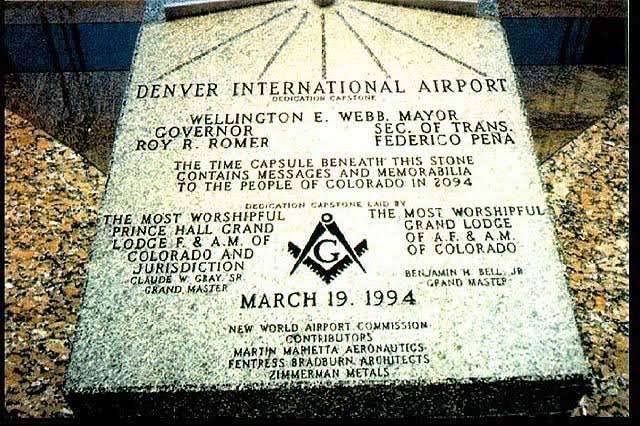 DENVER INTERNATIONAL AIRPORT
DEDICATION CAPSTONE
WELLINGTON E. WEBB, MAYOR
GOVERNOR
ROY R. ROMER
SEC. OF TRANS.
FEDERICO PEÑA
THE TIME CAPSULE BENEATH THIS STONE
CONTAINS MESSAGES AND MEMORABILIA
TO THE PEOPLE OF COLORADO IN 2094
DEDICATION CAPSTONE LAID BY
THE MOST WORSHIPFUL
PRINCE HALL GRAND
LODGE F. & A.M. OF
COLORADO AND
JURISDICTION
CLAUDE W. GRAY, SR.
GRAND MASTER
G
THE MOST WORSHIPFUL
GRAND LODGE
OF A.F. & A.M.
OF COLORADO
BENJAMIN H. BELL, JR
GRAND MASTER
MARCH 19, 1994
NEW WORLD AIRPORT COMMISSION
CONTRIBUTORS
MARTIN MARIETTA AERONAUTICS
FENTRESS BRADBURN ARCHITECTS
ZIMMERMAN METALS